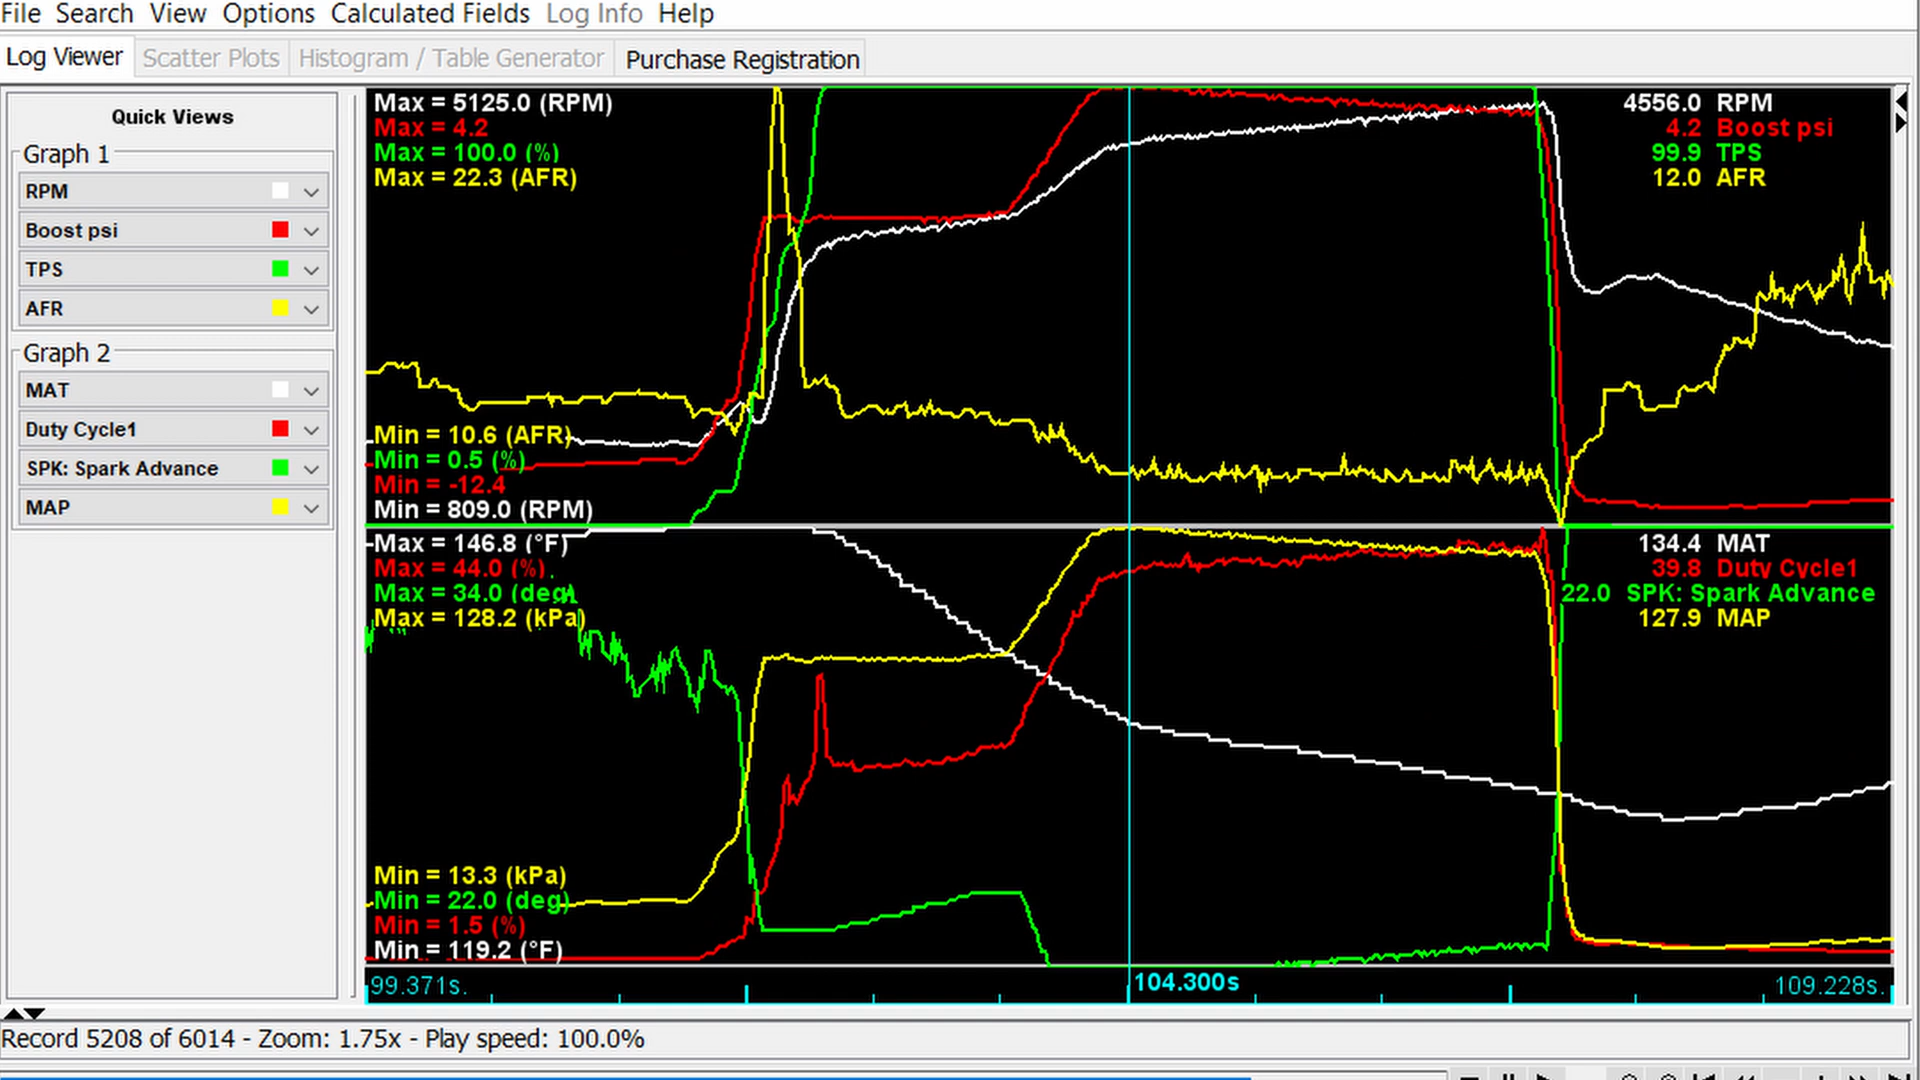 File Search View Options Calculated Fields Log Info Help
Log Viewer Scatter Plots Histogram / Table Generator Purchase Registration
Quick Views
Graph 1
RPM
Boost psi
TPS
AFR
Graph 2
MAT
Duty Cycle1
SPK: Spark Advance
MAP
Max = 5125.0 (RPM)
Max = 4.2
Max = 100.0 (%)
Max = 22.3 (AFR)
4556.0 RPM
4.2 Boost psi
99.9 TPS
12.0 AFR
Min = 10.6 (AFR)
Min = 0.5 (%)
Min = -12.4
Min = 809.0 (RPM)
Max = 146.8 (°F)
Max = 44.0 (%)
Max = 34.0 (deg)
Max = 128.2 (kPa)
134.4 MAT
39.8 Duty Cycle1
22.0 SPK: Spark Advance
127.9 MAP
Min = 13.3 (kPa)
Min = 22.0 (deg)
Min = 1.5 (%)
Min = 119.2 (°F)
99.371s. 104.300s 109.228s.
Record 5208 of 6014 - Zoom: 1.75x - Play speed: 100.0%